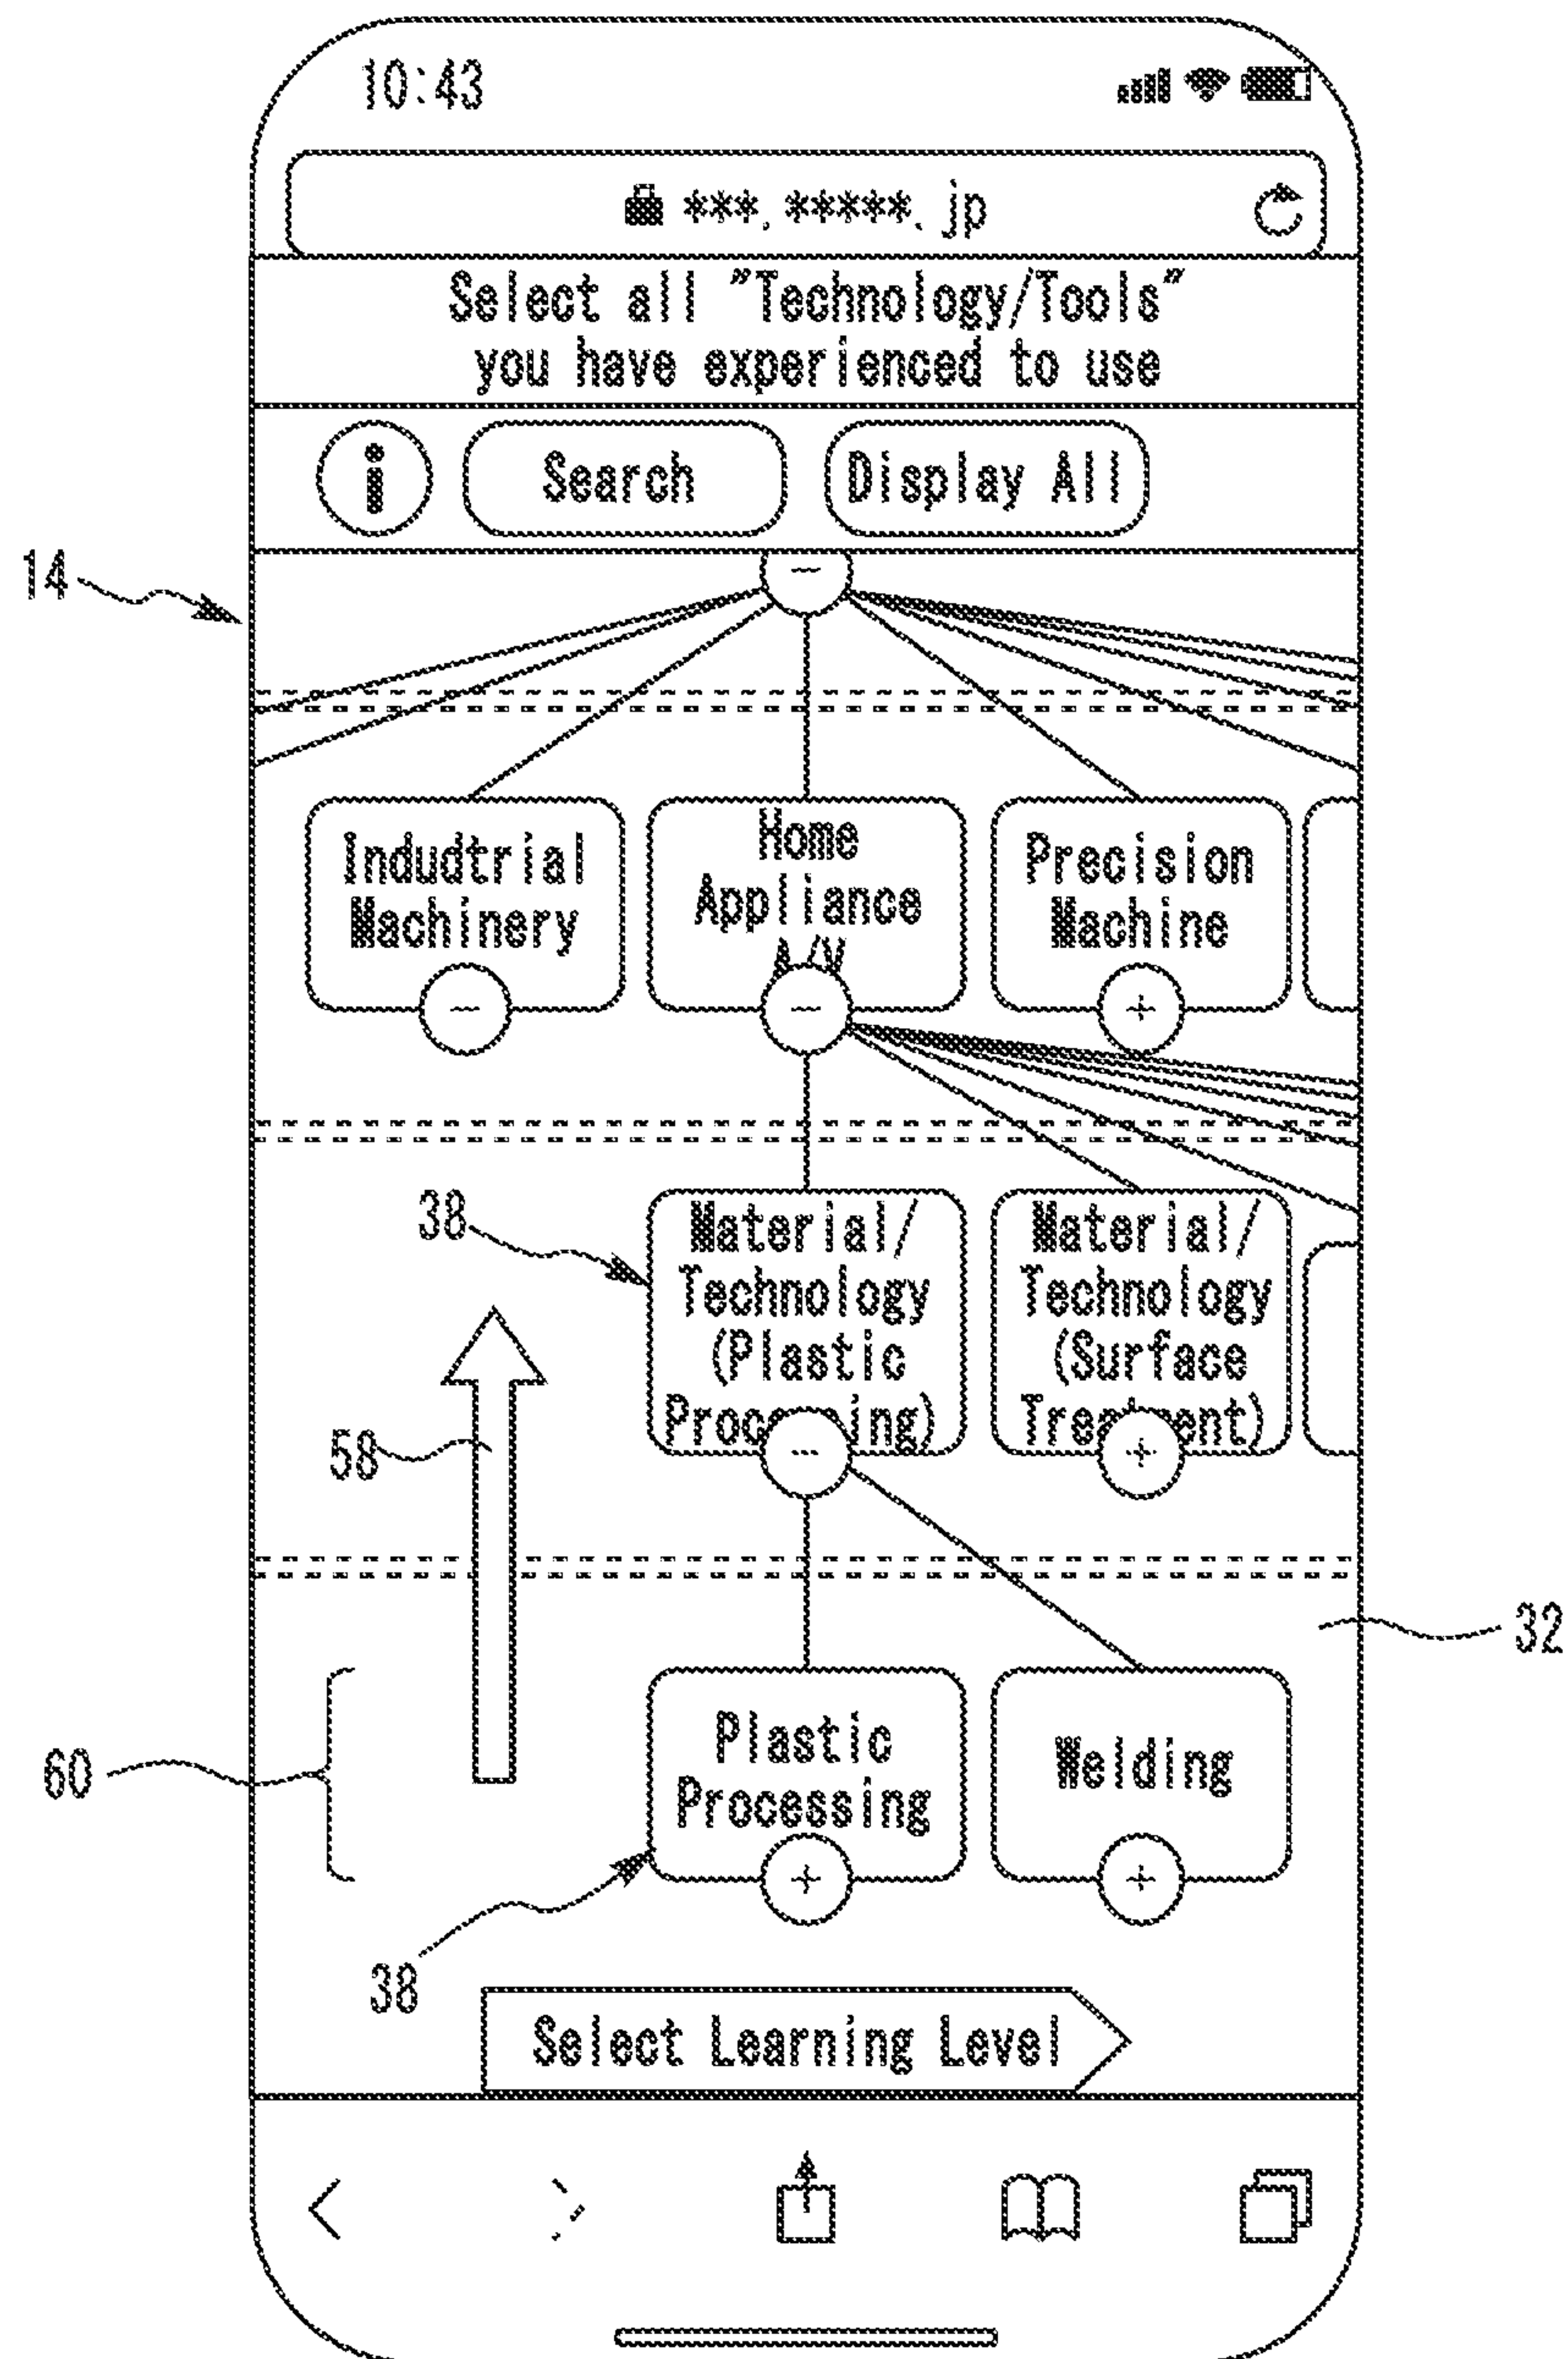 10:43
***.*****.jp
Select all "Technology/Tools"
you have experienced to use
i
Search
Display All
14
−
Indudtrial
Machinery
−
Home
Appliance
A/V
−
Precision
Machine
+
38
Material/
Technology
(Plastic
Processing)
−
Material/
Technology
(Surface
Treatment)
+
58
32
60
Plastic
Processing
+
Welding
+
38
Select Learning Level